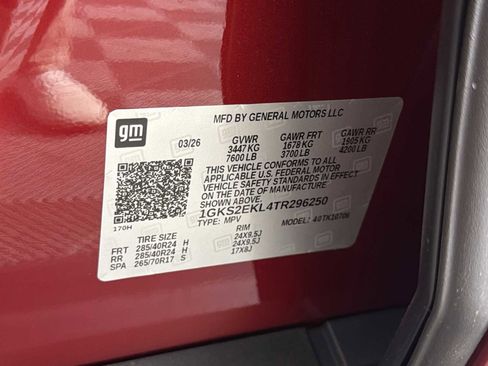 gm
MFD BY GENERAL MOTORS LLC
03/26 GVWR GAWR FRT GAWR RR
3447 KG 1678 KG 1905 KG
7600 LB 3700 LB 4200 LB
THIS VEHICLE CONFORMS TO ALL
APPLICABLE U.S. FEDERAL MOTOR
VEHICLE SAFETY STANDARDS IN EFFECT
ON THE DATE OF MANUFACTURE
SHOWN ABOVE.
1GKS2EKL4TR296250
170H TYPE: MPV 40TK10706
TIRE SIZE RIM
FRT 285/40R24 H 24X9.5J
RR 285/40R24 H 24X9.5J
SPA 265/70R17 S 17X8J